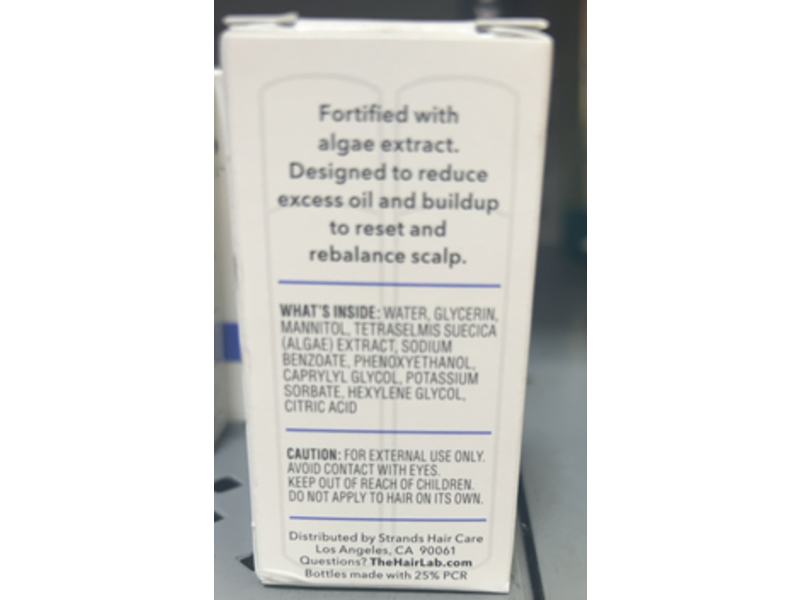 Fortified with
algae extract.
Designed to reduce
excess oil and buildup
to reset and
rebalance scalp.
WHAT'S INSIDE: WATER, GLYCERIN,
MANNITOL, TETRASELMIS SUECICA
(ALGAE) EXTRACT, SODIUM
BENZOATE, PHENOXYETHANOL,
CAPRYLYL GLYCOL, POTASSIUM
SORBATE, HEXYLENE GLYCOL,
CITRIC ACID
CAUTION: FOR EXTERNAL USE ONLY.
AVOID CONTACT WITH EYES.
KEEP OUT OF REACH OF CHILDREN.
DO NOT APPLY TO HAIR ON ITS OWN.
Distributed by Strands Hair Care
Los Angeles, CA 90061
Questions? TheHairLab.com
Bottles made with 25% PCR